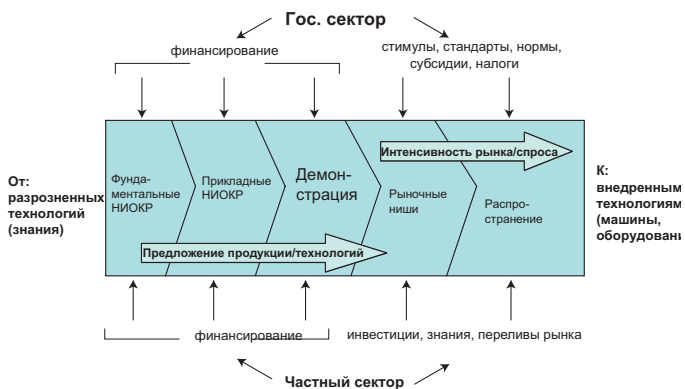 Гос. сектор
финансирование
стимулы, стандарты, нормы,
субсидии, налоги
Интенсивность рынка/спроса
От:
разрозненных
технологий
(знания)
Фунда-
ментальные
НИОКР
Прикладные
НИОКР
Демон-
страция
Рыночные
ниши
Распро-
странение
К:
внедренным
технологиям
(машины,
оборудовани
Предложение продукции/технологий
финансирование
инвестиции, знания, переливы рынка
Частный сектор